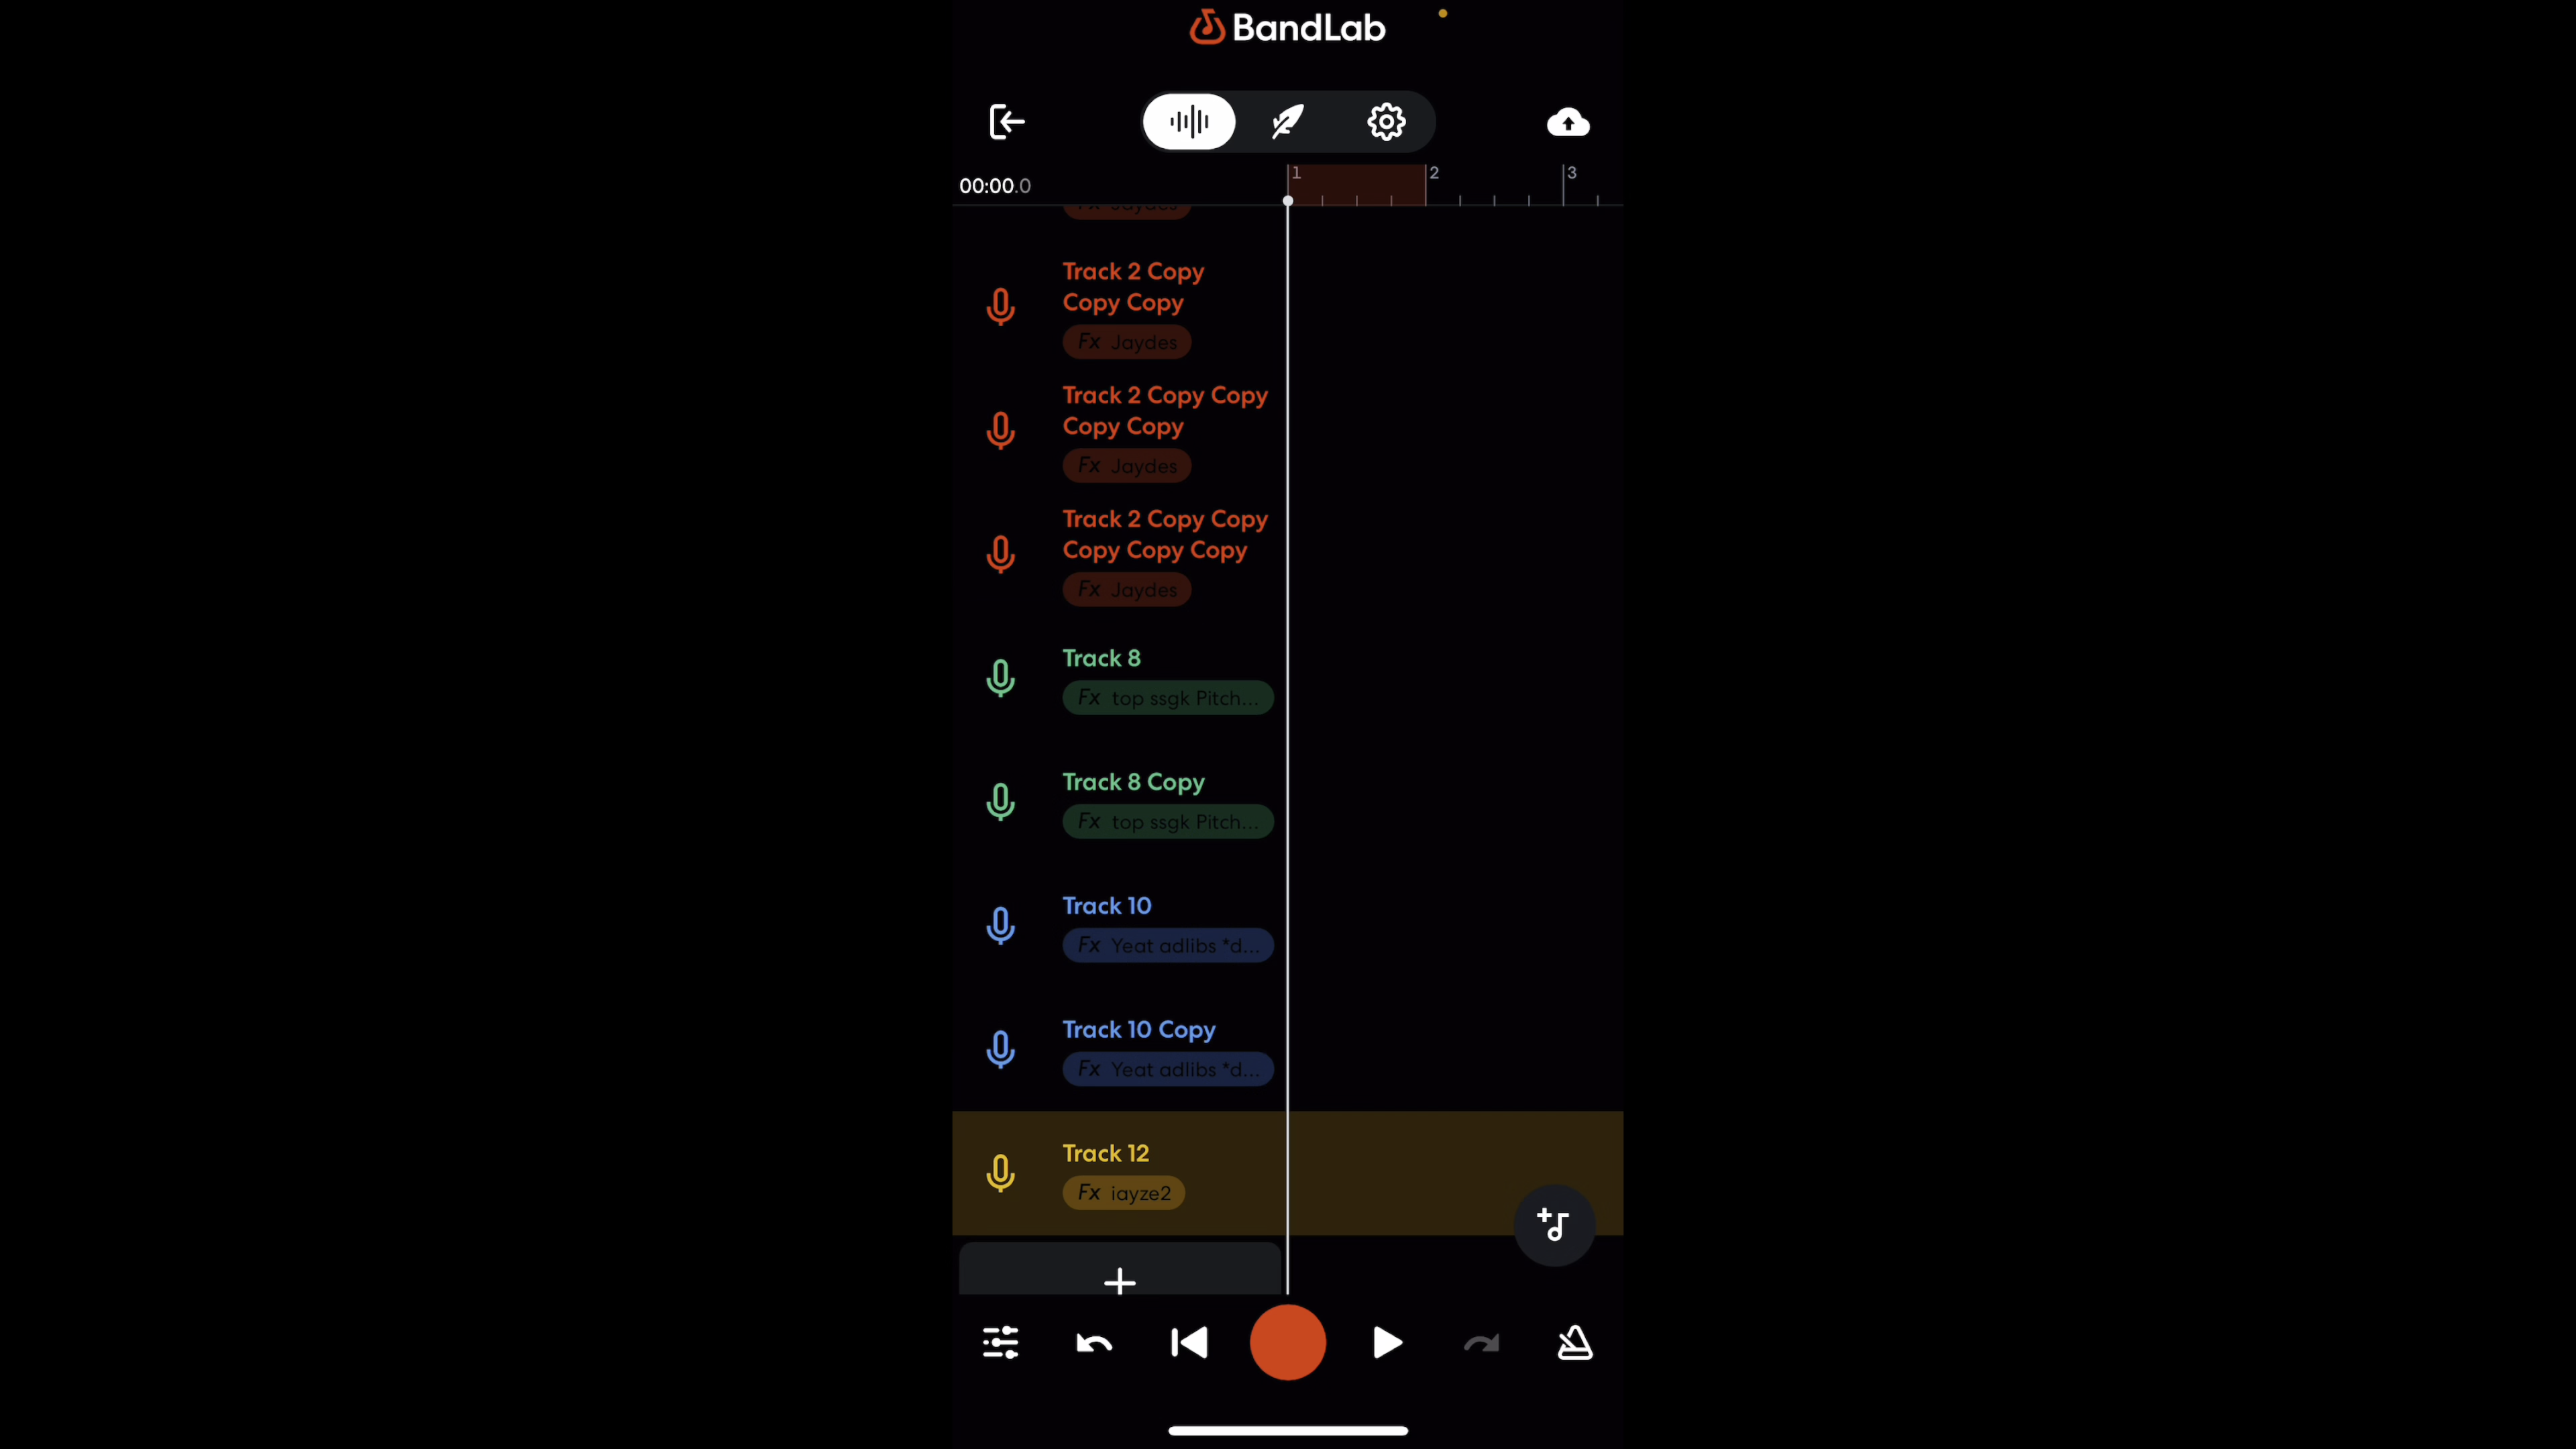 BandLab
00:00.0
1
2
3
Fx Jaydes
Track 2 Copy
Copy Copy
Fx Jaydes
Track 2 Copy Copy
Copy Copy
Fx Jaydes
Track 2 Copy Copy
Copy Copy Copy
Fx Jaydes
Track 8
Fx top ssgk Pitch...
Track 8 Copy
Fx top ssgk Pitch...
Track 10
Fx Yeat adlibs *d...
Track 10 Copy
Fx Yeat adlibs *d...
Track 12
Fx iayze2